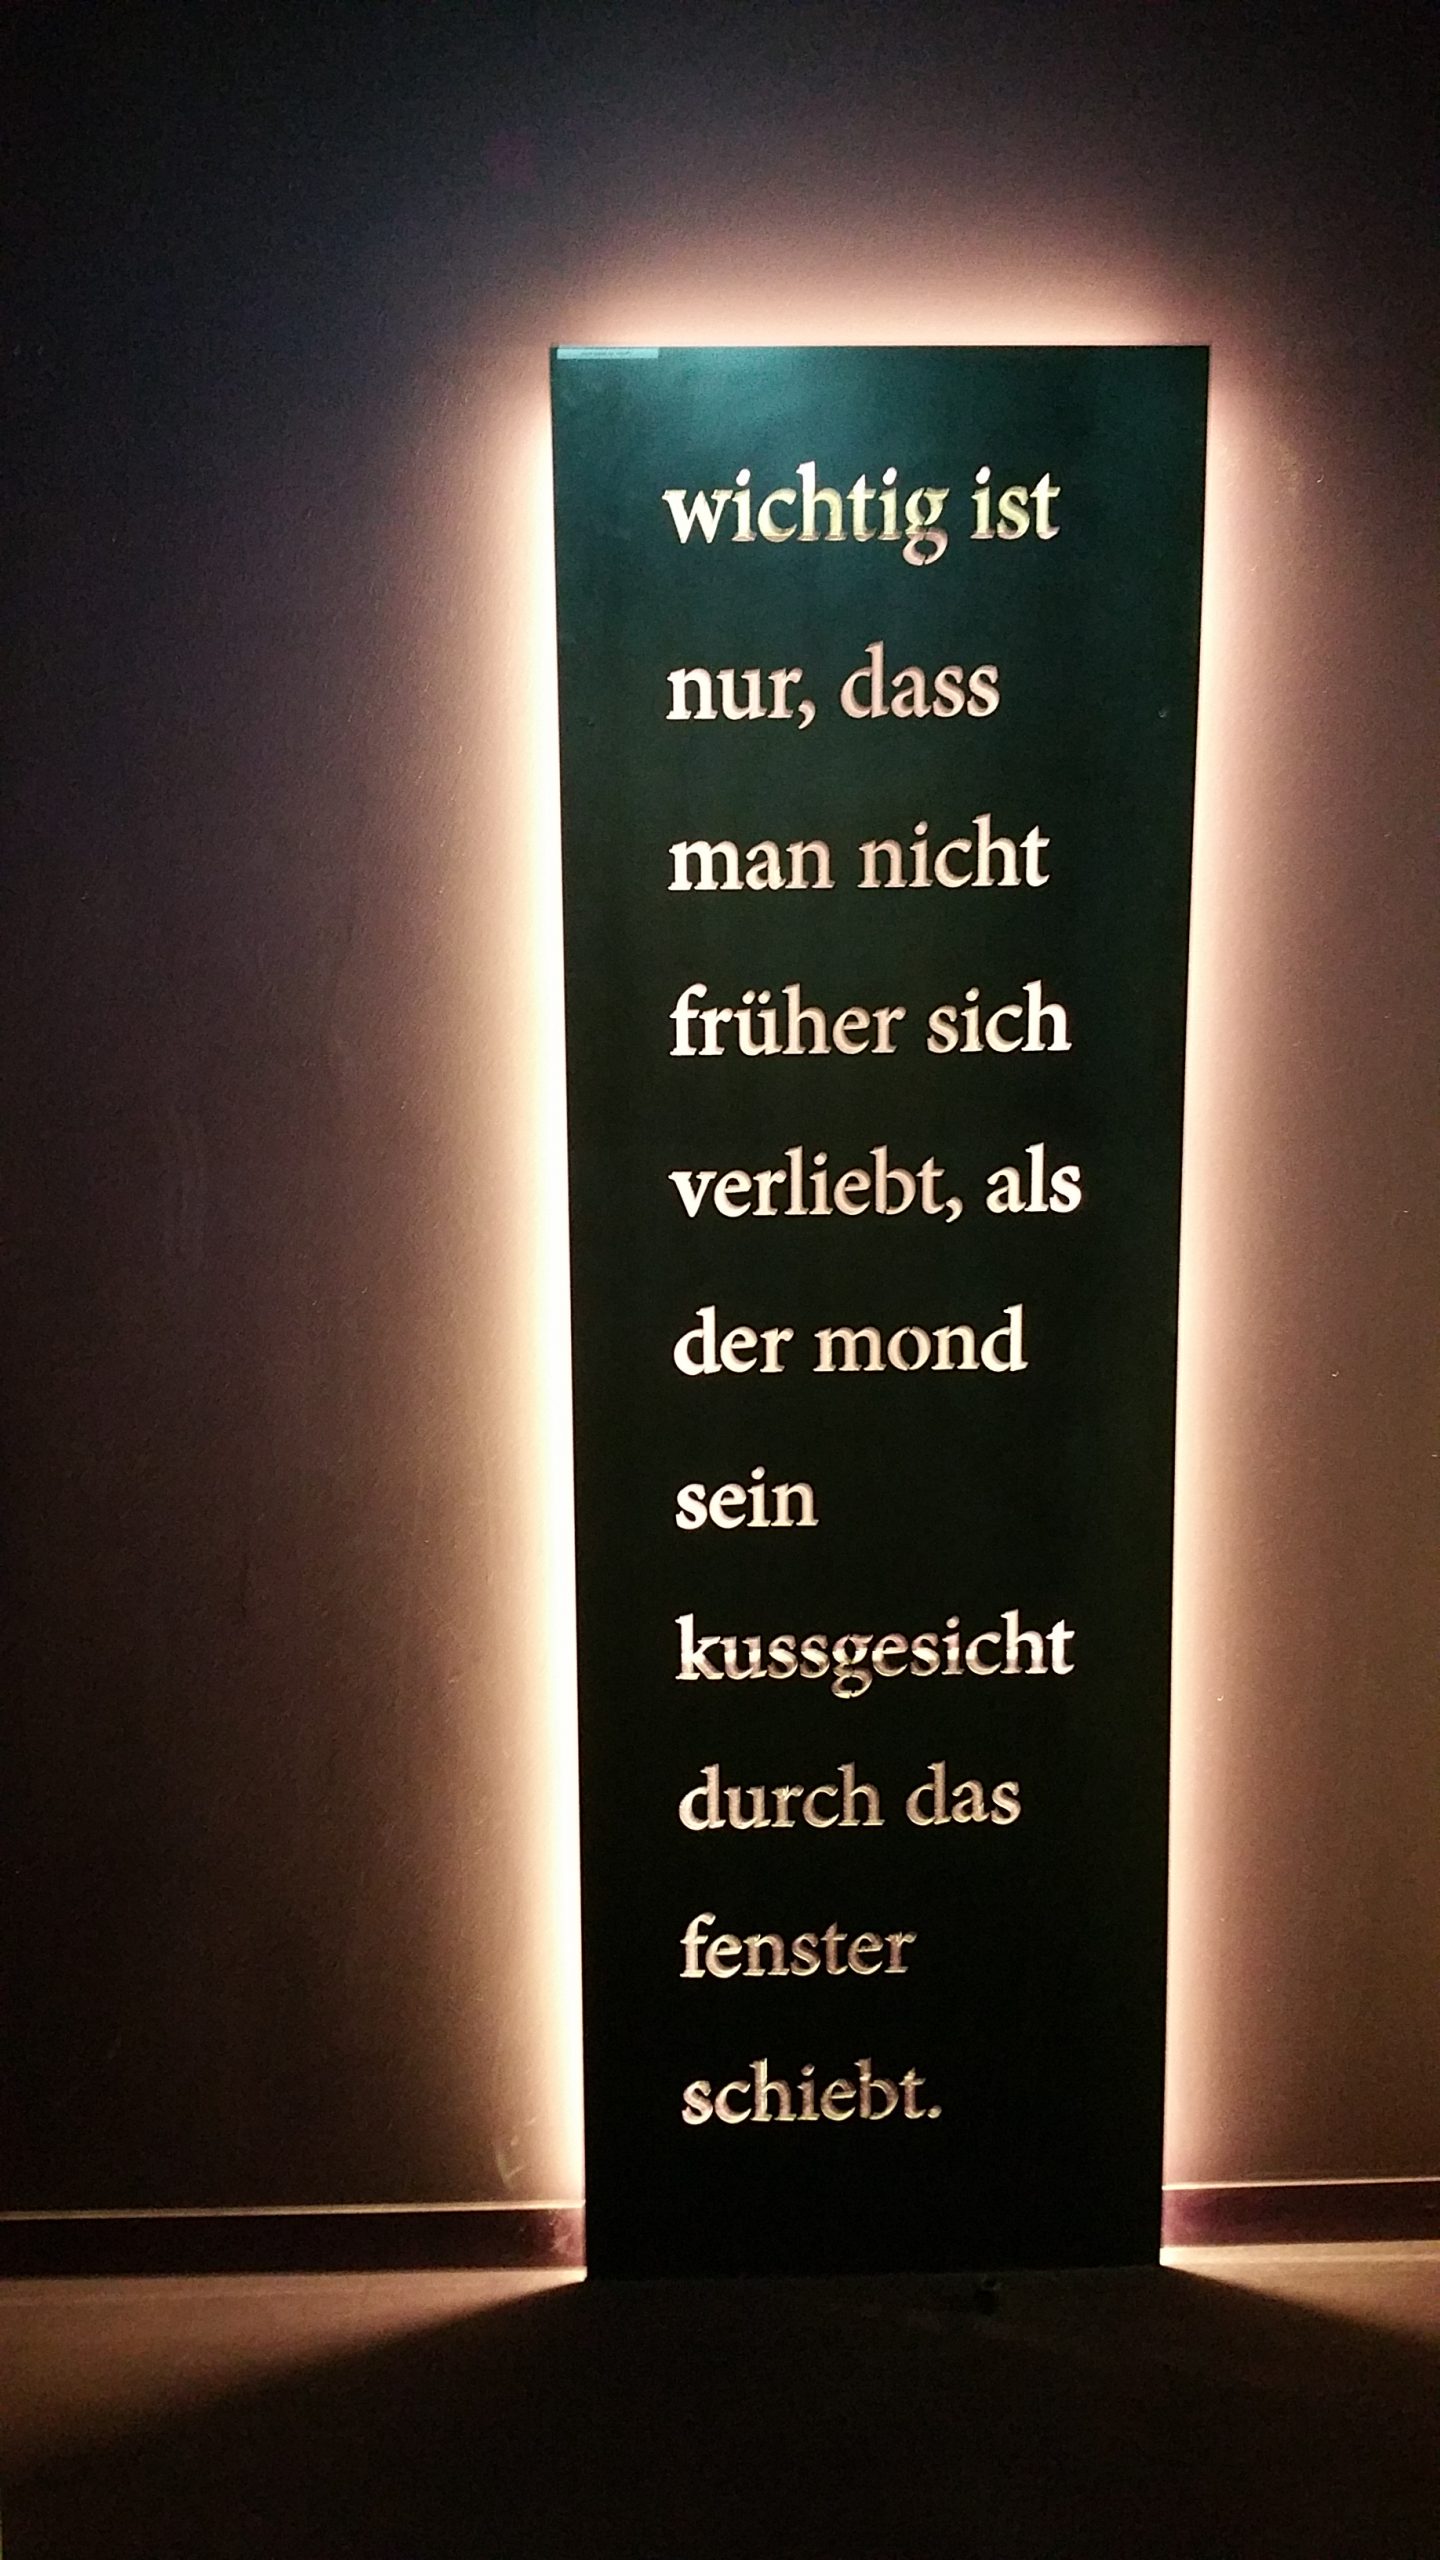 wichtig ist
nur, dass
man nicht
früher sich
verliebt, als
der mond
sein
kussgesicht
durch das
fenster
schiebt.